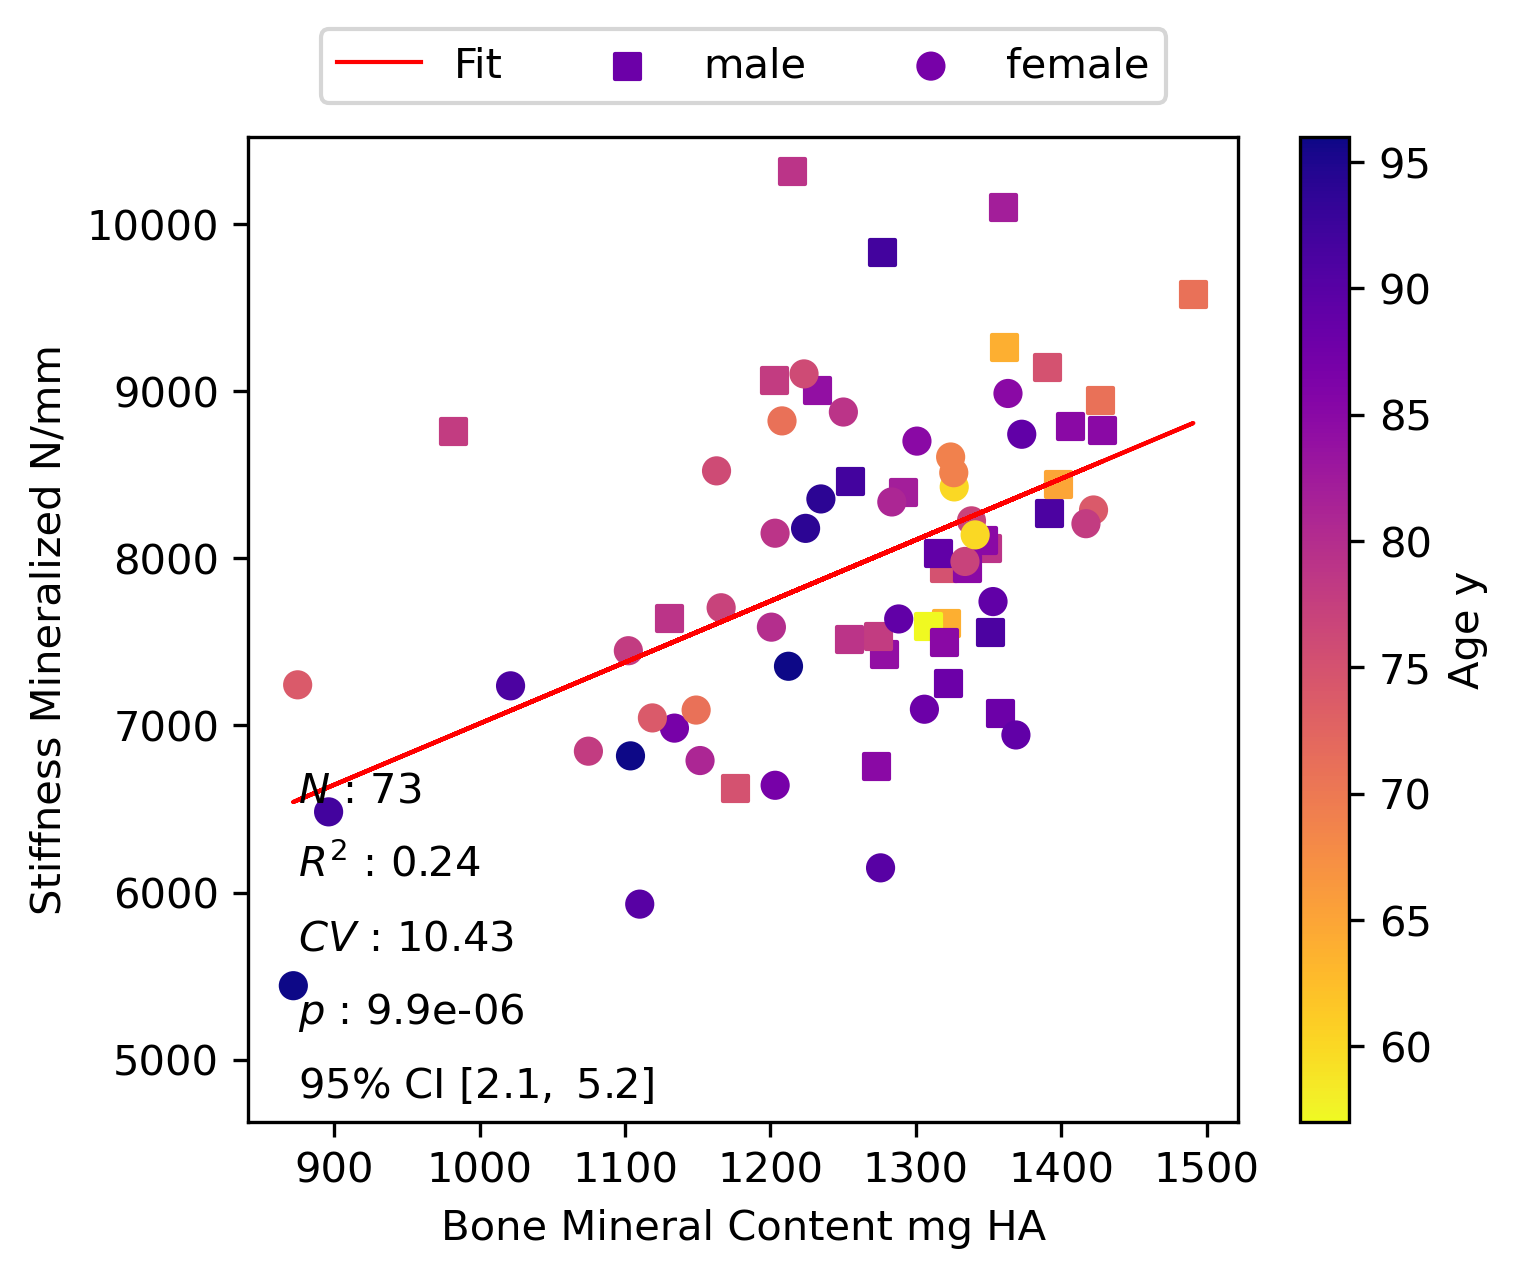 Fit male female
10000
9000
8000
7000
6000
5000
Stiffness Mineralized N/mm
N : 73
R² : 0.24
CV : 10.43
p : 9.9e-06
95% CI [2.1, 5.2]
900 1000 1100 1200 1300 1400 1500
Bone Mineral Content mg HA
95
90
85
80
75
70
65
60
Age y